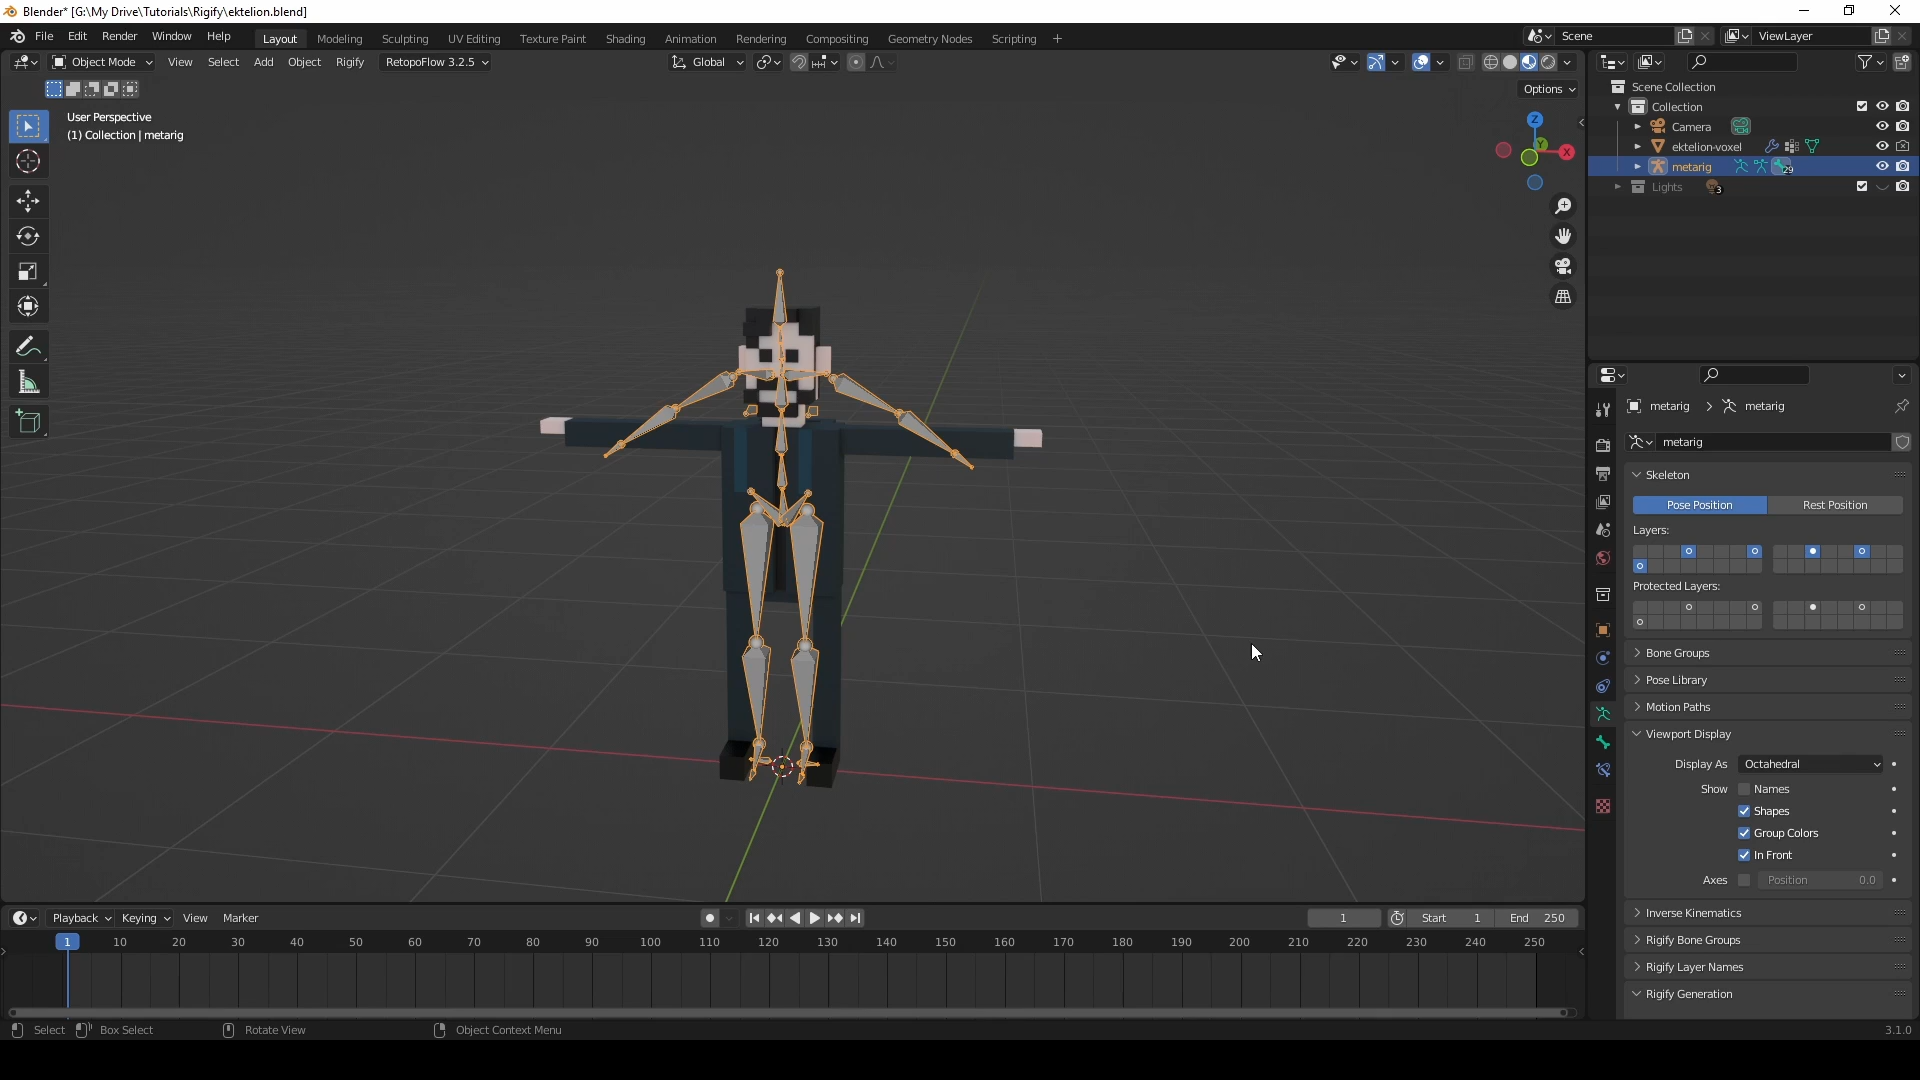 Blender* [G:\My Drive\Tutorials\Rigify\ektelion.blend]
File Edit Render Window Help Layout Modeling Sculpting UV Editing Texture Paint Shading Animation Rendering Compositing Geometry Nodes Scripting + Scene ViewLayer
Object Mode View Select Add Object Rigify RetopoFlow 3.2.5 Global
Options
User Perspective
(1) Collection | metarig
Z
Y
X
Scene Collection
Collection
Camera
ektelion-voxel
metarig 29
Lights 3
metarig > metarig
metarig
Skeleton
Pose Position Rest Position
Layers:
Protected Layers:
Bone Groups
Pose Library
Motion Paths
Viewport Display
Display As Octahedral
Show Names
Shapes
Group Colors
In Front
Axes Position 0.0
Inverse Kinematics
Rigify Bone Groups
Rigify Layer Names
Rigify Generation
Playback Keying View Marker 1 Start 1 End 250
1 10 20 30 40 50 60 70 80 90 100 110 120 130 140 150 160 170 180 190 200 210 220 230 240 250
Select Box Select Rotate View Object Context Menu 3.1.0